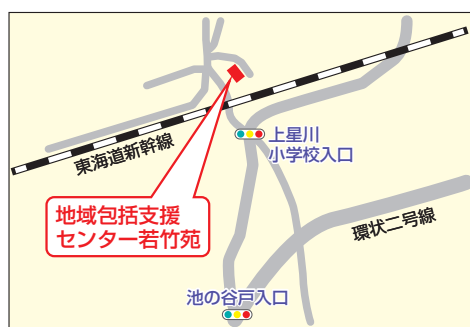 上星川
小学校入口
東海道新幹線
地域包括支援
センター若竹苑
環状二号線
池の谷戸入口